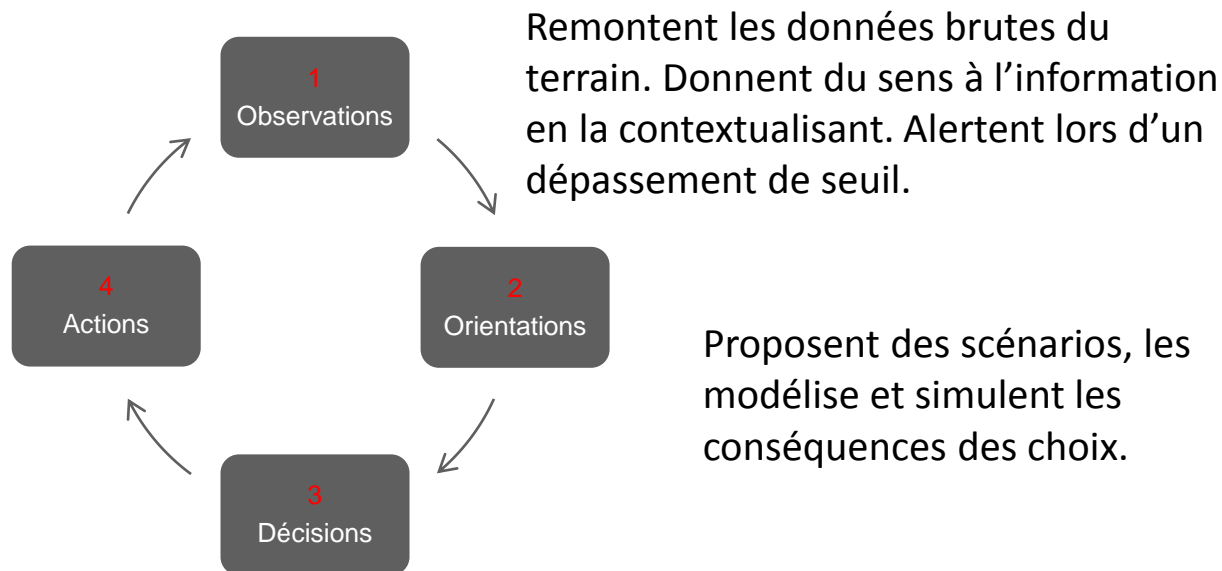 Remontent les données brutes du
terrain. Donnent du sens à l’information
en la contextualisant. Alertent lors d’un
dépassement de seuil.
1
Observations
4
Actions
2
Orientations
Proposent des scénarios, les
modélise et simulent les
conséquences des choix.
3
Décisions